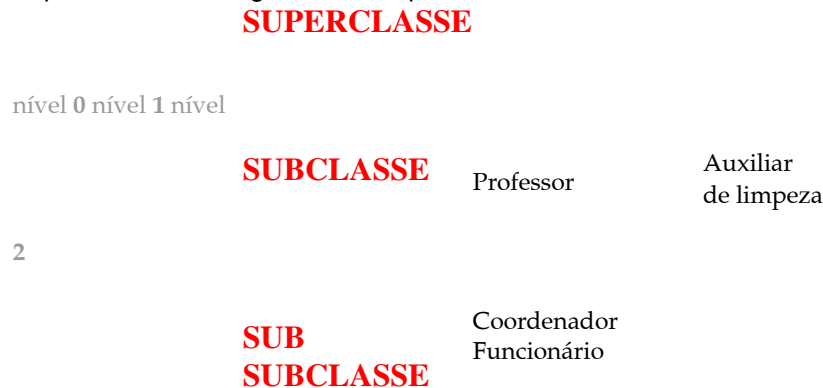 SUPERCLASSE
nível 0 nível 1 nível
SUBCLASSE
Professor
Auxiliar
de limpeza
2
Coordenador
Funcionário
SUB
SUBCLASSE